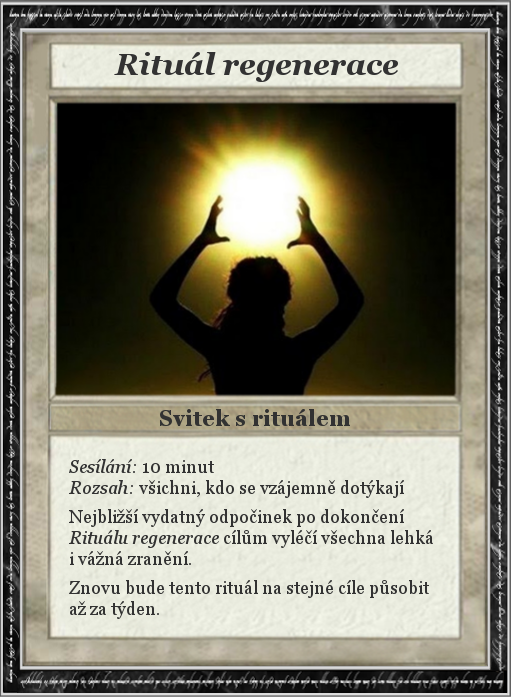 Rituál regenerace
Svitek s rituálem
Sesílání: 10 minut
Rozsah: všichni, kdo se vzájemně dotýkají
Nejbližší vydatný odpočinek po dokončení
Rituálu regenerace cílům vyléčí všechna lehká
i vážná zranění.
Znovu bude tento rituál na stejné cíle působit
až za týden.